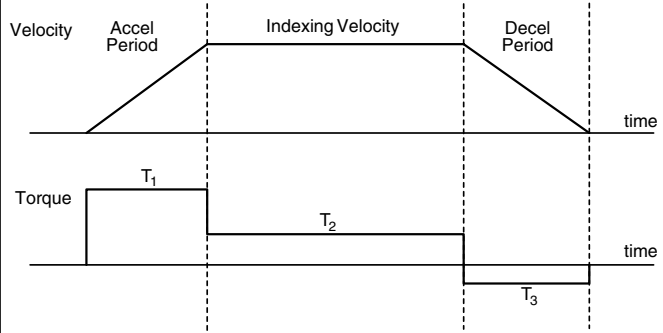 Velocity
Accel
Period
Indexing Velocity
Decel
Period
time
Torque
T1
T2
T3
time